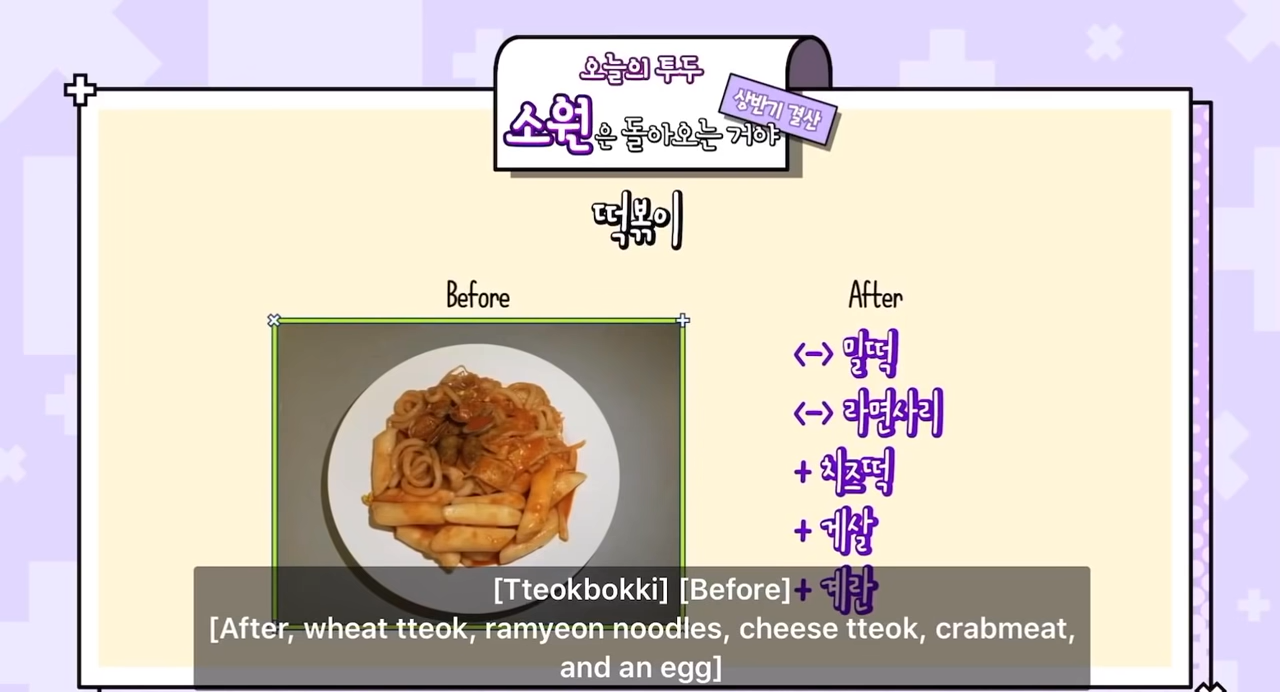 오늘의 투두
소원은 돌아오는 거야
상반기 결산
떡볶이
Before
After
<-> 밀떡
<-> 라면사리
+ 치즈떡
+ 게살
+ 계란
[Tteokbokki] [Before]
[After, wheat tteok, ramyeon noodles, cheese tteok, crabmeat,
and an egg]